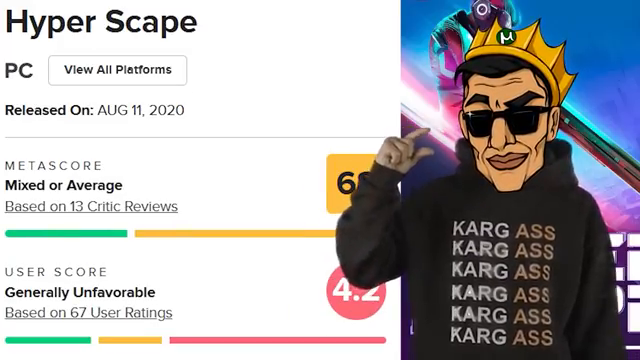 Hyper Scape
PC
View All Platforms
Released On: AUG 11, 2020
METASCORE
Mixed or Average
Based on 13 Critic Reviews
USER SCORE
Generally Unfavorable
Based on 67 User Ratings
4.2
µ
KARG ASS
KARG ASS
KARG ASS
KARG ASS
KARG ASS
KARG ASS